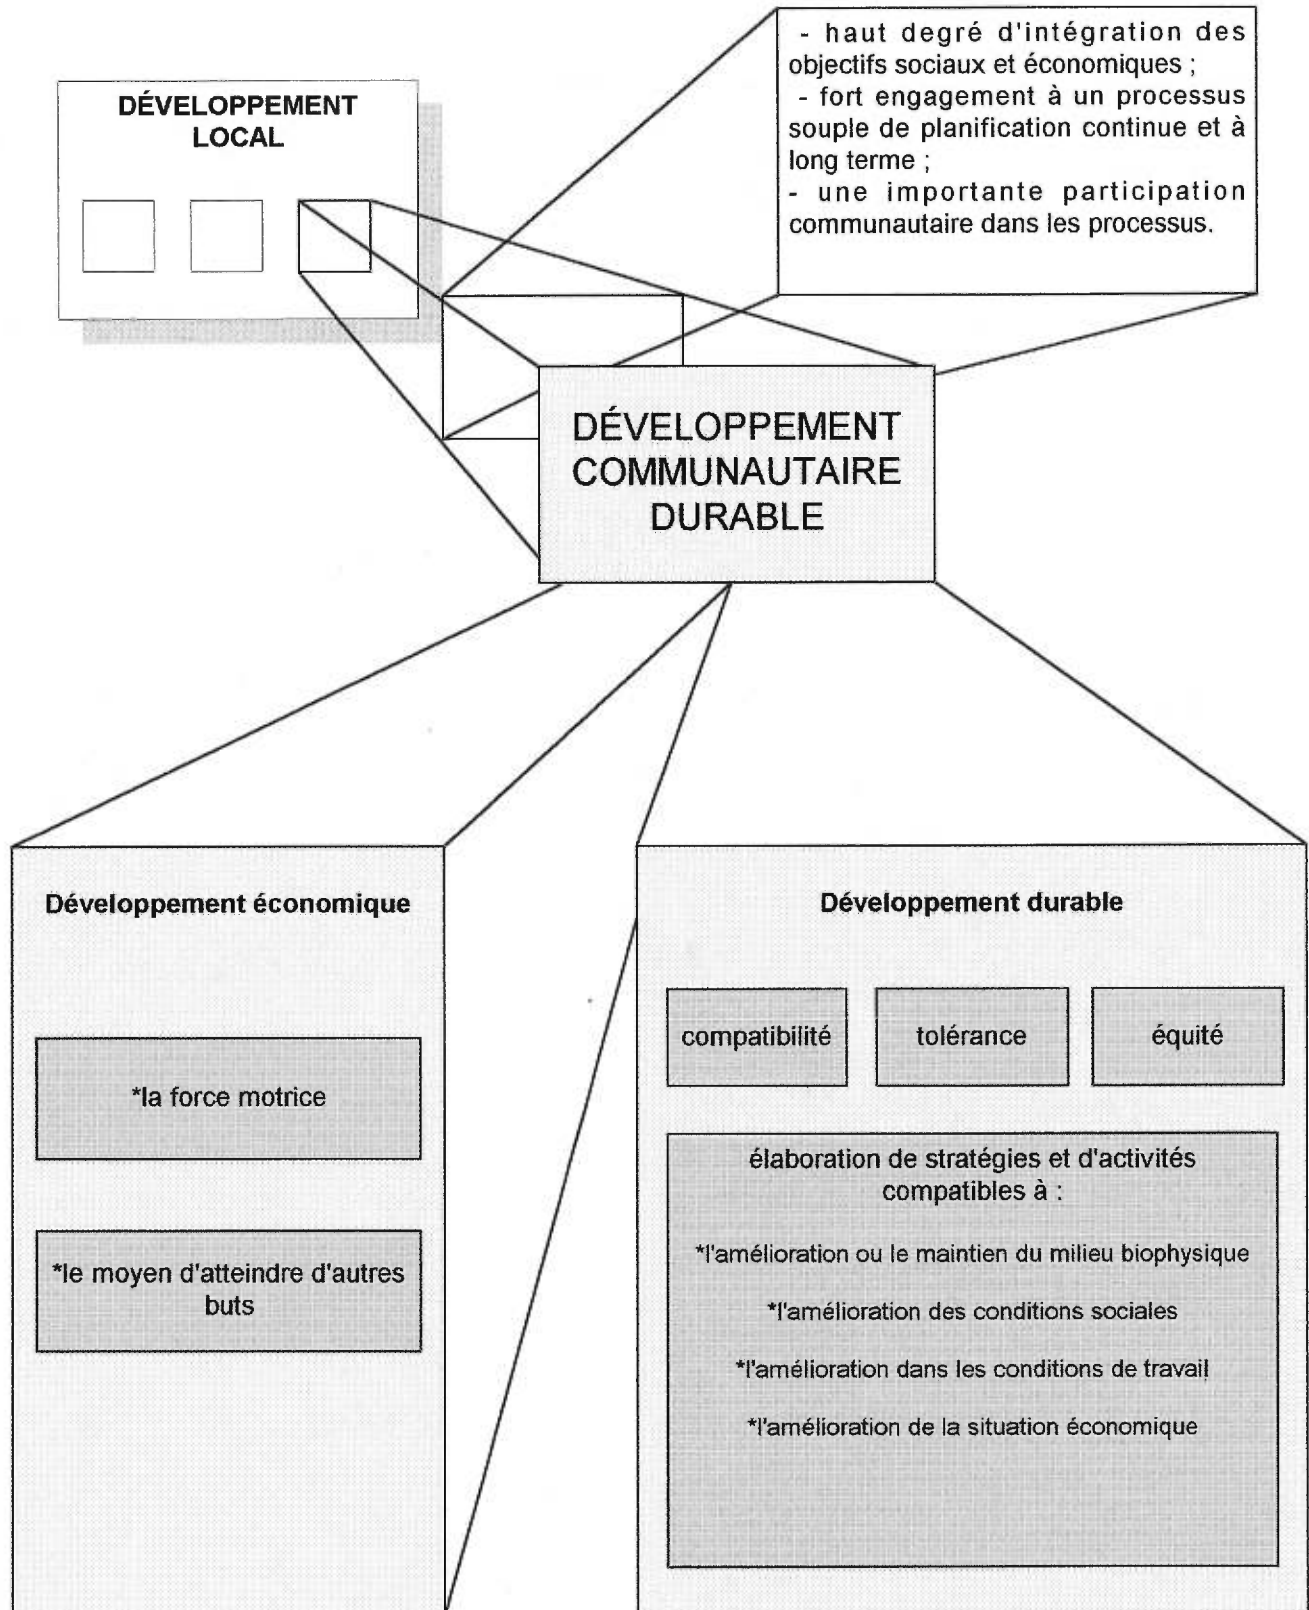 DÉVELOPPEMENT
LOCAL
- haut degré d'intégration des
objectifs sociaux et économiques ;
- fort engagement à un processus
souple de planification continue et à
long terme ;
- une importante participation
communautaire dans les processus.
DÉVELOPPEMENT
COMMUNAUTAIRE
DURABLE
Développement économique
*la force motrice
*le moyen d'atteindre d'autres
buts
Développement durable
compatibilité
tolérance
équité
élaboration de stratégies et d'activités
compatibles à :
*l'amélioration ou le maintien du milieu biophysique
*l'amélioration des conditions sociales
*l'amélioration dans les conditions de travail
*l'amélioration de la situation économique